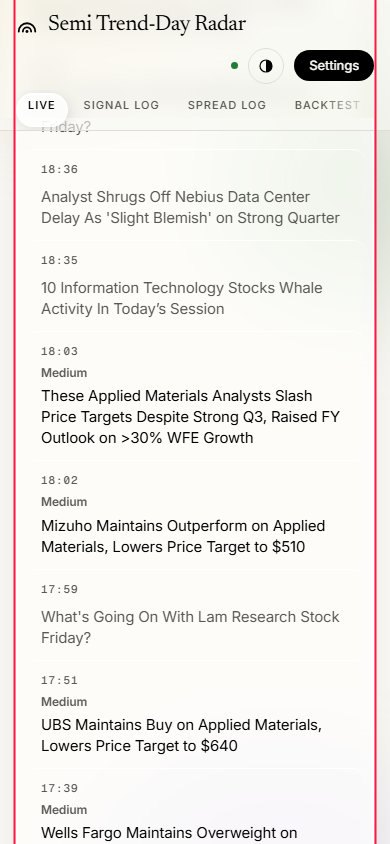 Semi Trend-Day Radar
Settings
LIVE SIGNAL LOG SPREAD LOG BACKTEST
Friday?
18:36
Analyst Shrugs Off Nebius Data Center
Delay As 'Slight Blemish' on Strong Quarter
18:35
10 Information Technology Stocks Whale
Activity In Today’s Session
18:03
Medium
These Applied Materials Analysts Slash
Price Targets Despite Strong Q3, Raised FY
Outlook on >30% WFE Growth
18:02
Medium
Mizuho Maintains Outperform on Applied
Materials, Lowers Price Target to $510
17:59
What's Going On With Lam Research Stock
Friday?
17:51
Medium
UBS Maintains Buy on Applied Materials,
Lowers Price Target to $640
17:39
Medium
Wells Fargo Maintains Overweight on